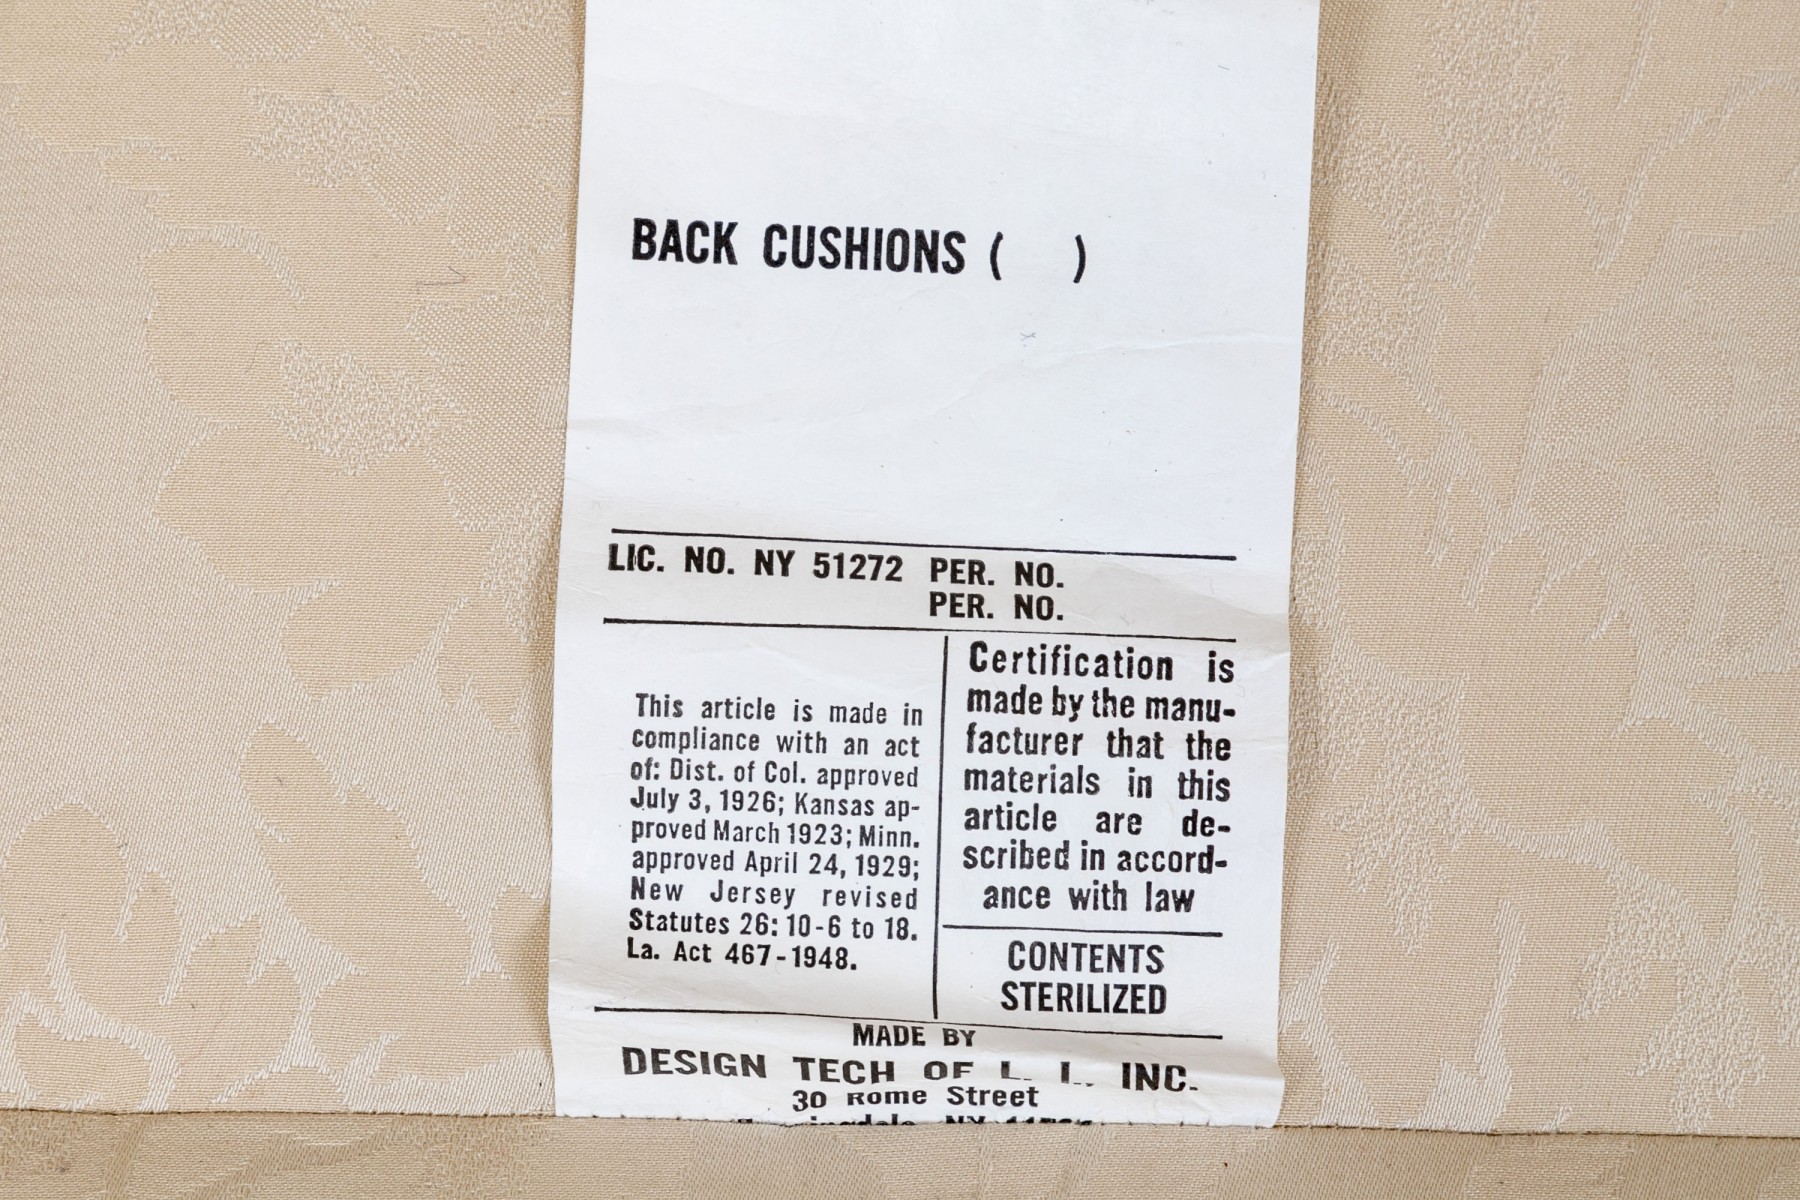 BACK CUSHIONS ( )
LIC. NO. NY 51272 PER. NO.
PER. NO.
This article is made in
compliance with an act
of: Dist. of Col. approved
July 3, 1926; Kansas ap-
proved March 1923; Minn.
approved April 24, 1929;
New Jersey revised
Statutes 26: 10-6 to 18.
La. Act 467-1948.
Certification is
made by the manu-
facturer that the
materials in this
article are de-
scribed in accord-
ance with law
CONTENTS
STERILIZED
MADE BY
DESIGN TECH OF L. I., INC.
30 Rome Street
NY